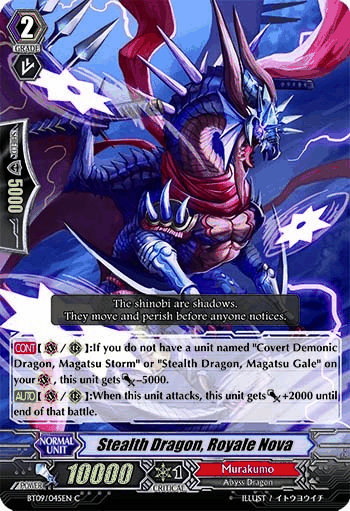 2
GRADE
SHIELD
5000
The shinobi are shadows.
They move and perish before anyone notices.
CONT [ / ]:If you do not have a unit named "Covert Demonic
Dragon, Magatsu Storm" or "Stealth Dragon, Magatsu Gale" on
your , this unit gets -5000.
AUTO [ / ]:When this unit attacks, this unit gets +2000 until
end of that battle.
NORMAL
UNIT
Stealth Dragon, Royale Nova
POWER
10000
1
CRITICAL
Murakumo
Abyss Dragon
BT09/045EN C
ILLUST / イトウヨウイチ